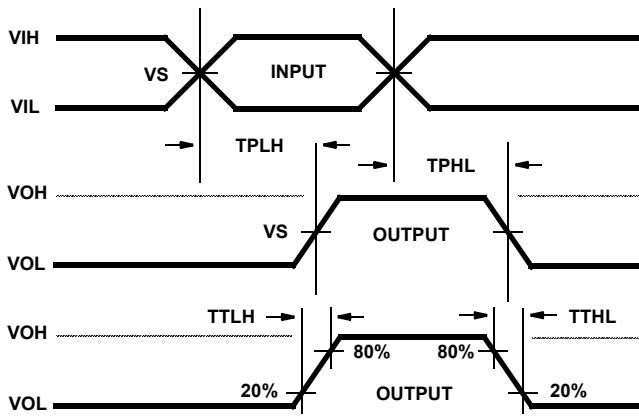 VIH
VS
INPUT
VIL
TPLH
TPHL
VOH
VS
OUTPUT
VOL
TTLH
TTHL
VOH
80%
80%
20%
OUTPUT
20%
VOL